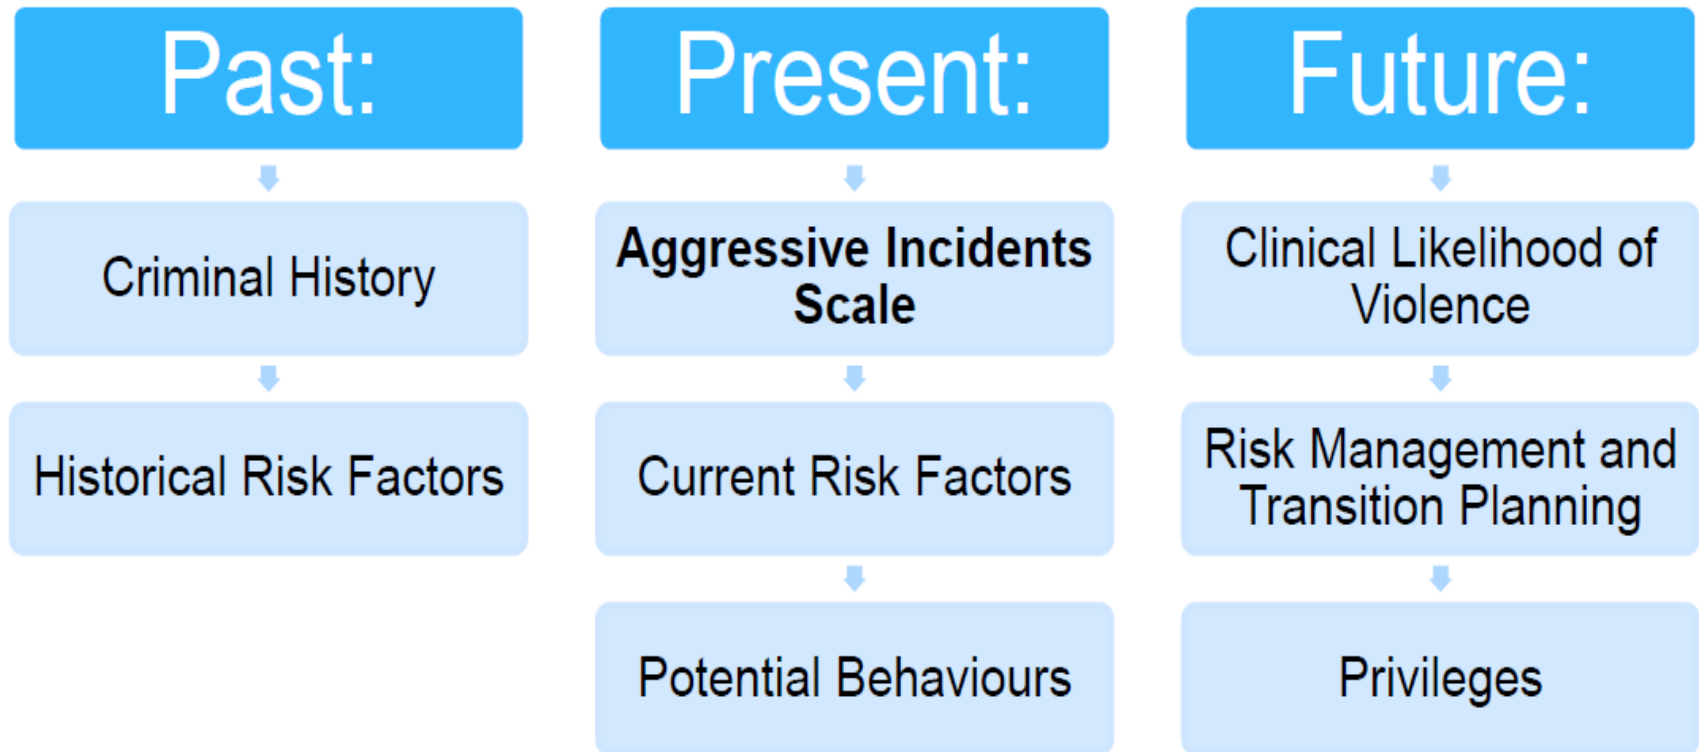 Past:
Criminal History
Historical Risk Factors
Present:
Aggressive Incidents
Scale
Current Risk Factors
Potential Behaviours
Future:
Clinical Likelihood of
Violence
Risk Management and
Transition Planning
Privileges